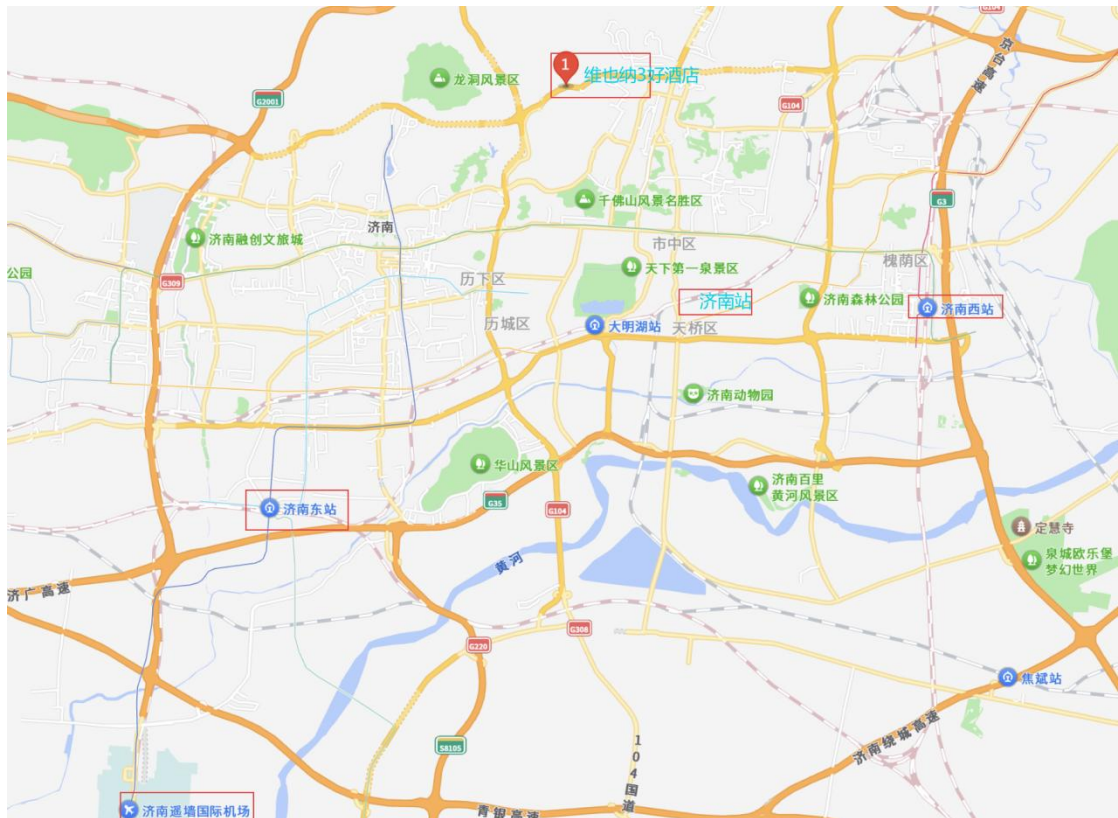 G104
京台高速
龙洞风景区
1
维也纳3好酒店
G2001
G104
千佛山风景名胜区
G3
济南
济南融创文旅城
市中区
公园
G309
历下区
天下第一泉景区
槐荫区
济南站
济南森林公园
济南西站
历城区
大明湖站
天桥区
济南动物园
华山风景区
济南百里
黄河风景区
G35
G104
济南东站
定慧寺
黄河
泉城欧乐堡
梦幻世界
济广高速
G308
G220
焦斌站
济南绕城高速
S8105
104国道
济南遥墙国际机场
青银高速